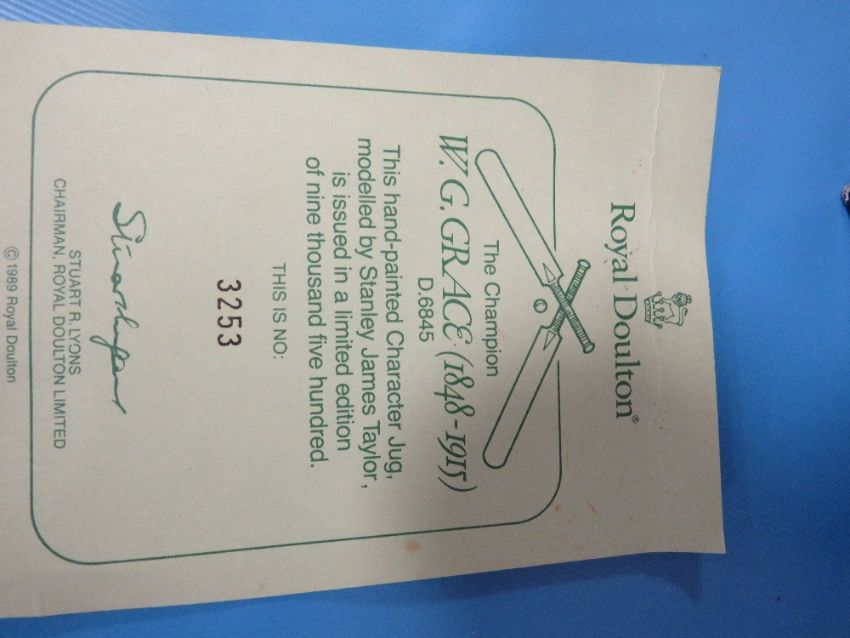 Royal Doulton®
The Champion
W. G. GRACE (1848-1915)
D.6845
This hand-painted Character Jug,
modelled by Stanley James Taylor,
is issued in a limited edition
of nine thousand five hundred.
THIS IS NO:
3253
STUART R. LYONS
CHAIRMAN, ROYAL DOULTON LIMITED
© 1989 Royal Doulton